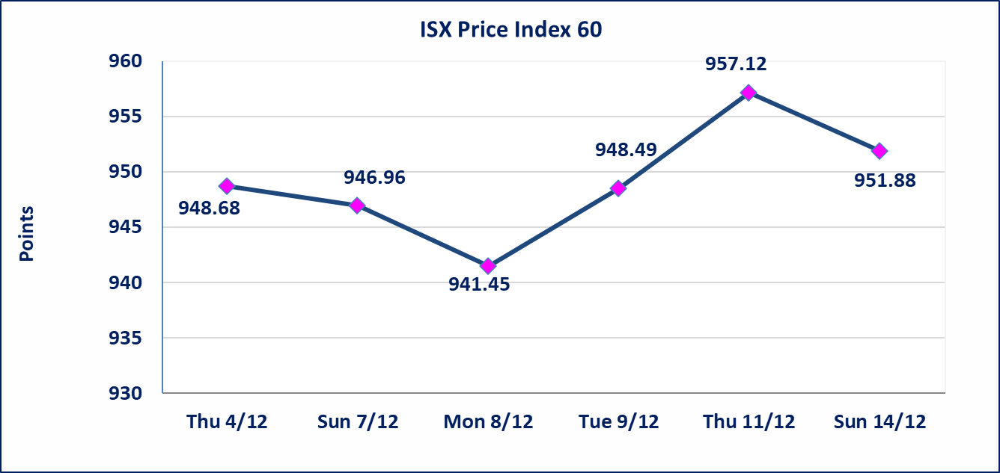 ISX Price Index 60
Points
960
955
950
945
940
935
930
948.68
946.96
941.45
948.49
957.12
951.88
Thu 4/12
Sun 7/12
Mon 8/12
Tue 9/12
Thu 11/12
Sun 14/12